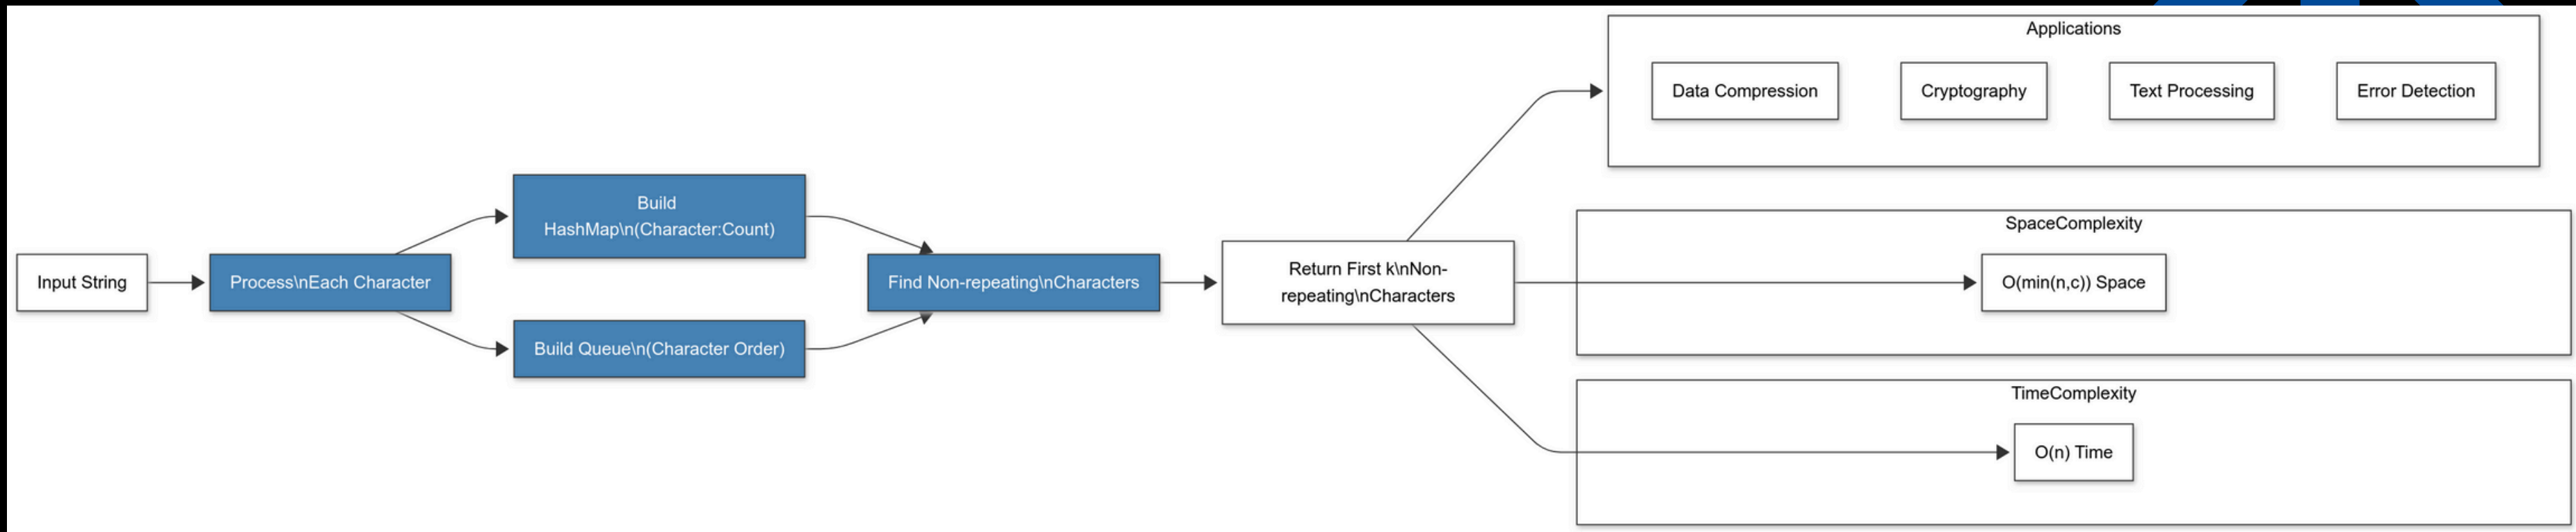 Input String
Process\nEach Character
Build
HashMap\n(Character:Count)
Build Queue\n(Character Order)
Find Non-repeating\nCharacters
Return First k\nNon-
repeating\nCharacters
Applications
Data Compression
Cryptography
Text Processing
Error Detection
SpaceComplexity
O(min(n,c)) Space
TimeComplexity
O(n) Time